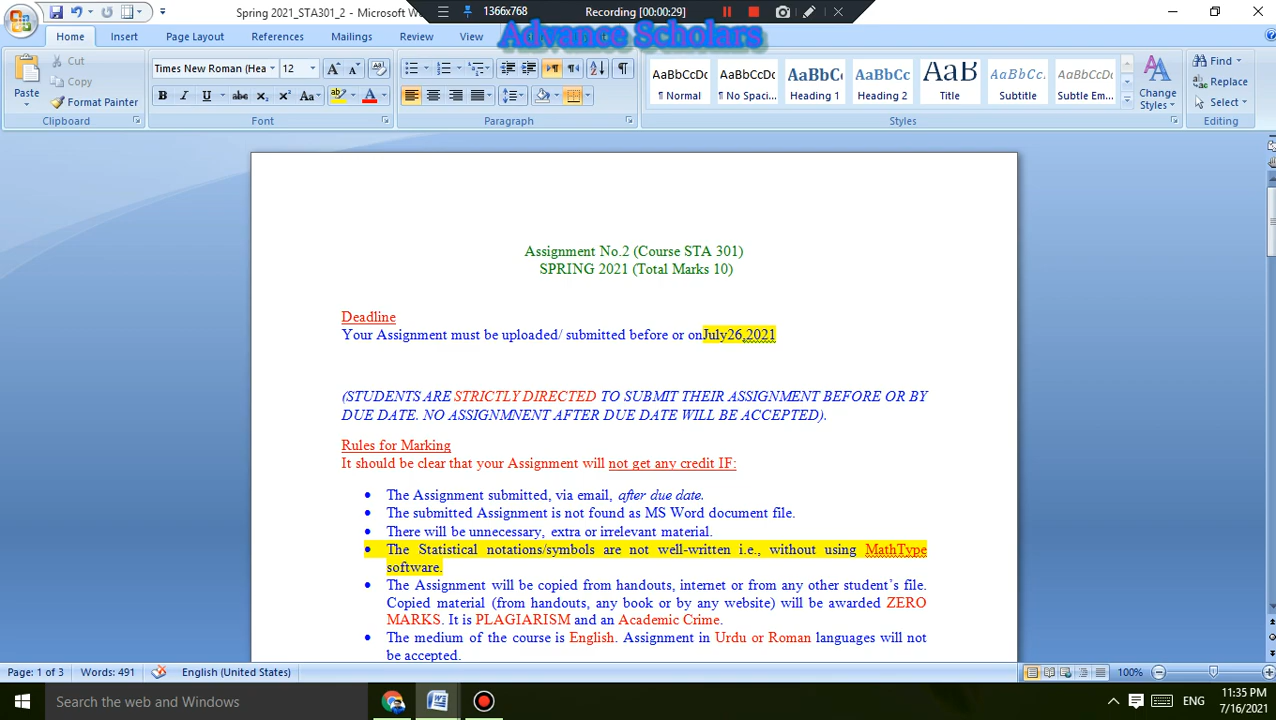 Spring 2021_STA301_2 - Microsoft W
1366x768
Recording [00:00:29]
Advance Scholars
Home Insert Page Layout References Mailings Review View
Paste
Cut
Copy
Format Painter
Clipboard
Times New Roman (Hea
12
Font
Paragraph
AaBbCcDc
¶ Normal
AaBbCcDc
¶ No Spaci...
AaBbC
Heading 1
AaBbCc
Heading 2
AaB
Title
AaBbCc.
Subtitle
AaBbCcDc
Subtle Em...
Change Styles
Styles
Find
Replace
Select
Editing
Assignment No.2 (Course STA 301)
SPRING 2021 (Total Marks 10)
Deadline
Your Assignment must be uploaded/ submitted before or onJuly26,2021
(STUDENTS ARE STRICTLY DIRECTED TO SUBMIT THEIR ASSIGNMENT BEFORE OR BY
DUE DATE. NO ASSIGNMNENT AFTER DUE DATE WILL BE ACCEPTED).
Rules for Marking
It should be clear that your Assignment will not get any credit IF:
• The Assignment submitted, via email, after due date.
• The submitted Assignment is not found as MS Word document file.
• There will be unnecessary, extra or irrelevant material.
• The Statistical notations/symbols are not well-written i.e., without using MathType
software.
• The Assignment will be copied from handouts, internet or from any other student's file.
Copied material (from handouts, any book or by any website) will be awarded ZERO
MARKS. It is PLAGIARISM and an Academic Crime.
• The medium of the course is English. Assignment in Urdu or Roman languages will not
be accepted.
Page: 1 of 3
Words: 491
English (United States)
100%
Search the web and Windows
ENG
11:35 PM
7/16/2021